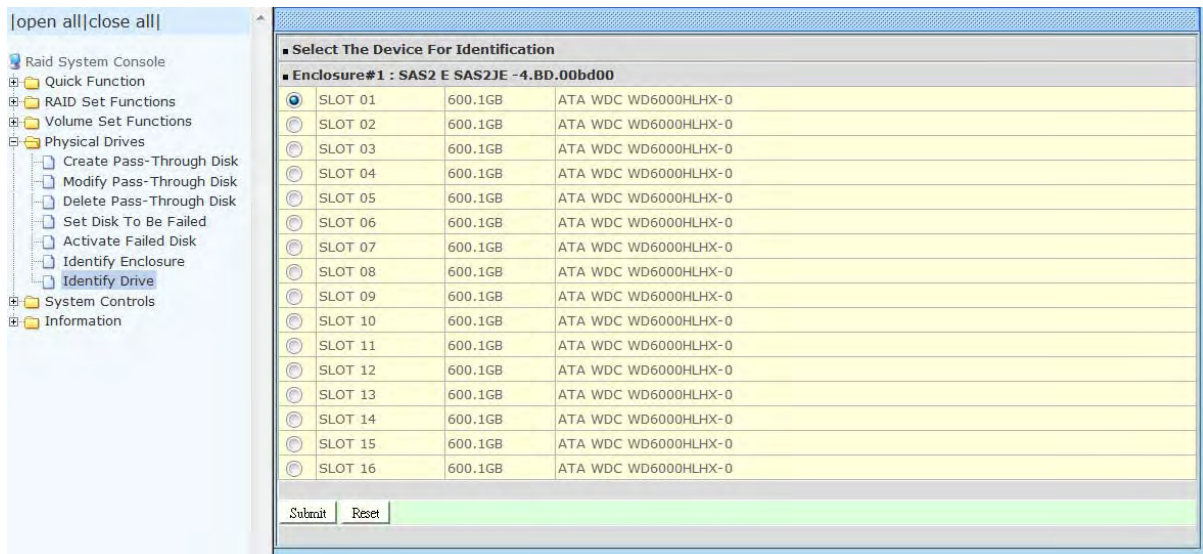 |open all|close all|
Raid System Console
Quick Function
RAID Set Functions
Volume Set Functions
Physical Drives
Create Pass-Through Disk
Modify Pass-Through Disk
Delete Pass-Through Disk
Set Disk To Be Failed
Activate Failed Disk
Identify Enclosure
Identify Drive
System Controls
Information
Select The Device For Identification
Enclosure#1 : SAS2 E SAS2JE -4.BD.00bd00
SLOT 01 600.1GB ATA WDC WD6000HLHX-0
SLOT 02 600.1GB ATA WDC WD6000HLHX-0
SLOT 03 600.1GB ATA WDC WD6000HLHX-0
SLOT 04 600.1GB ATA WDC WD6000HLHX-0
SLOT 05 600.1GB ATA WDC WD6000HLHX-0
SLOT 06 600.1GB ATA WDC WD6000HLHX-0
SLOT 07 600.1GB ATA WDC WD6000HLHX-0
SLOT 08 600.1GB ATA WDC WD6000HLHX-0
SLOT 09 600.1GB ATA WDC WD6000HLHX-0
SLOT 10 600.1GB ATA WDC WD6000HLHX-0
SLOT 11 600.1GB ATA WDC WD6000HLHX-0
SLOT 12 600.1GB ATA WDC WD6000HLHX-0
SLOT 13 600.1GB ATA WDC WD6000HLHX-0
SLOT 14 600.1GB ATA WDC WD6000HLHX-0
SLOT 15 600.1GB ATA WDC WD6000HLHX-0
SLOT 16 600.1GB ATA WDC WD6000HLHX-0
Submit Reset